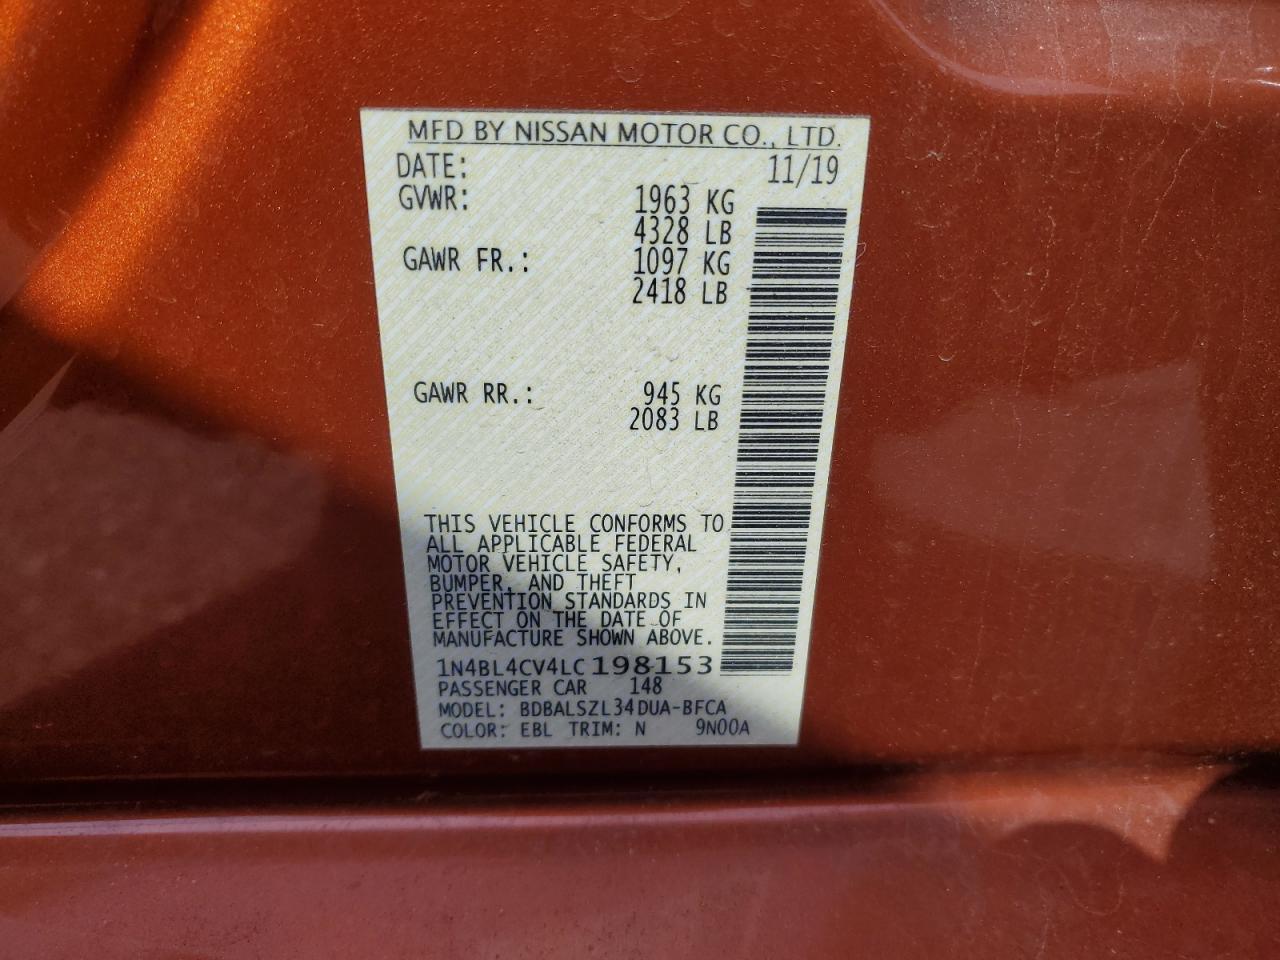 MFD BY NISSAN MOTOR CO., LTD.
DATE: 11/19
GVWR: 1963 KG
4328 LB
GAWR FR.: 1097 KG
2418 LB
GAWR RR.: 945 KG
2083 LB
THIS VEHICLE CONFORMS TO
ALL APPLICABLE FEDERAL
MOTOR VEHICLE SAFETY,
BUMPER, AND THEFT
PREVENTION STANDARDS IN
EFFECT ON THE DATE OF
MANUFACTURE SHOWN ABOVE.
1N4BL4CV4LC198153
PASSENGER CAR 148
MODEL: BDBALSZL34DUA-BFCA
COLOR: EBL TRIM: N 9N00A